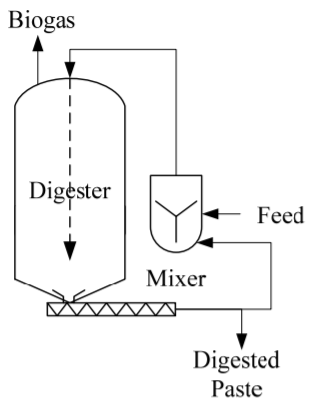 Biogas
Digester
Feed
Mixer
Digested
Paste